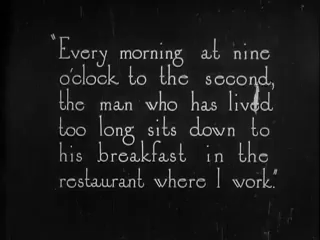 "Every morning at nine
o'clock to the second,
the man who has lived
too long sits down to
his breakfast in the
restaurant where I work."